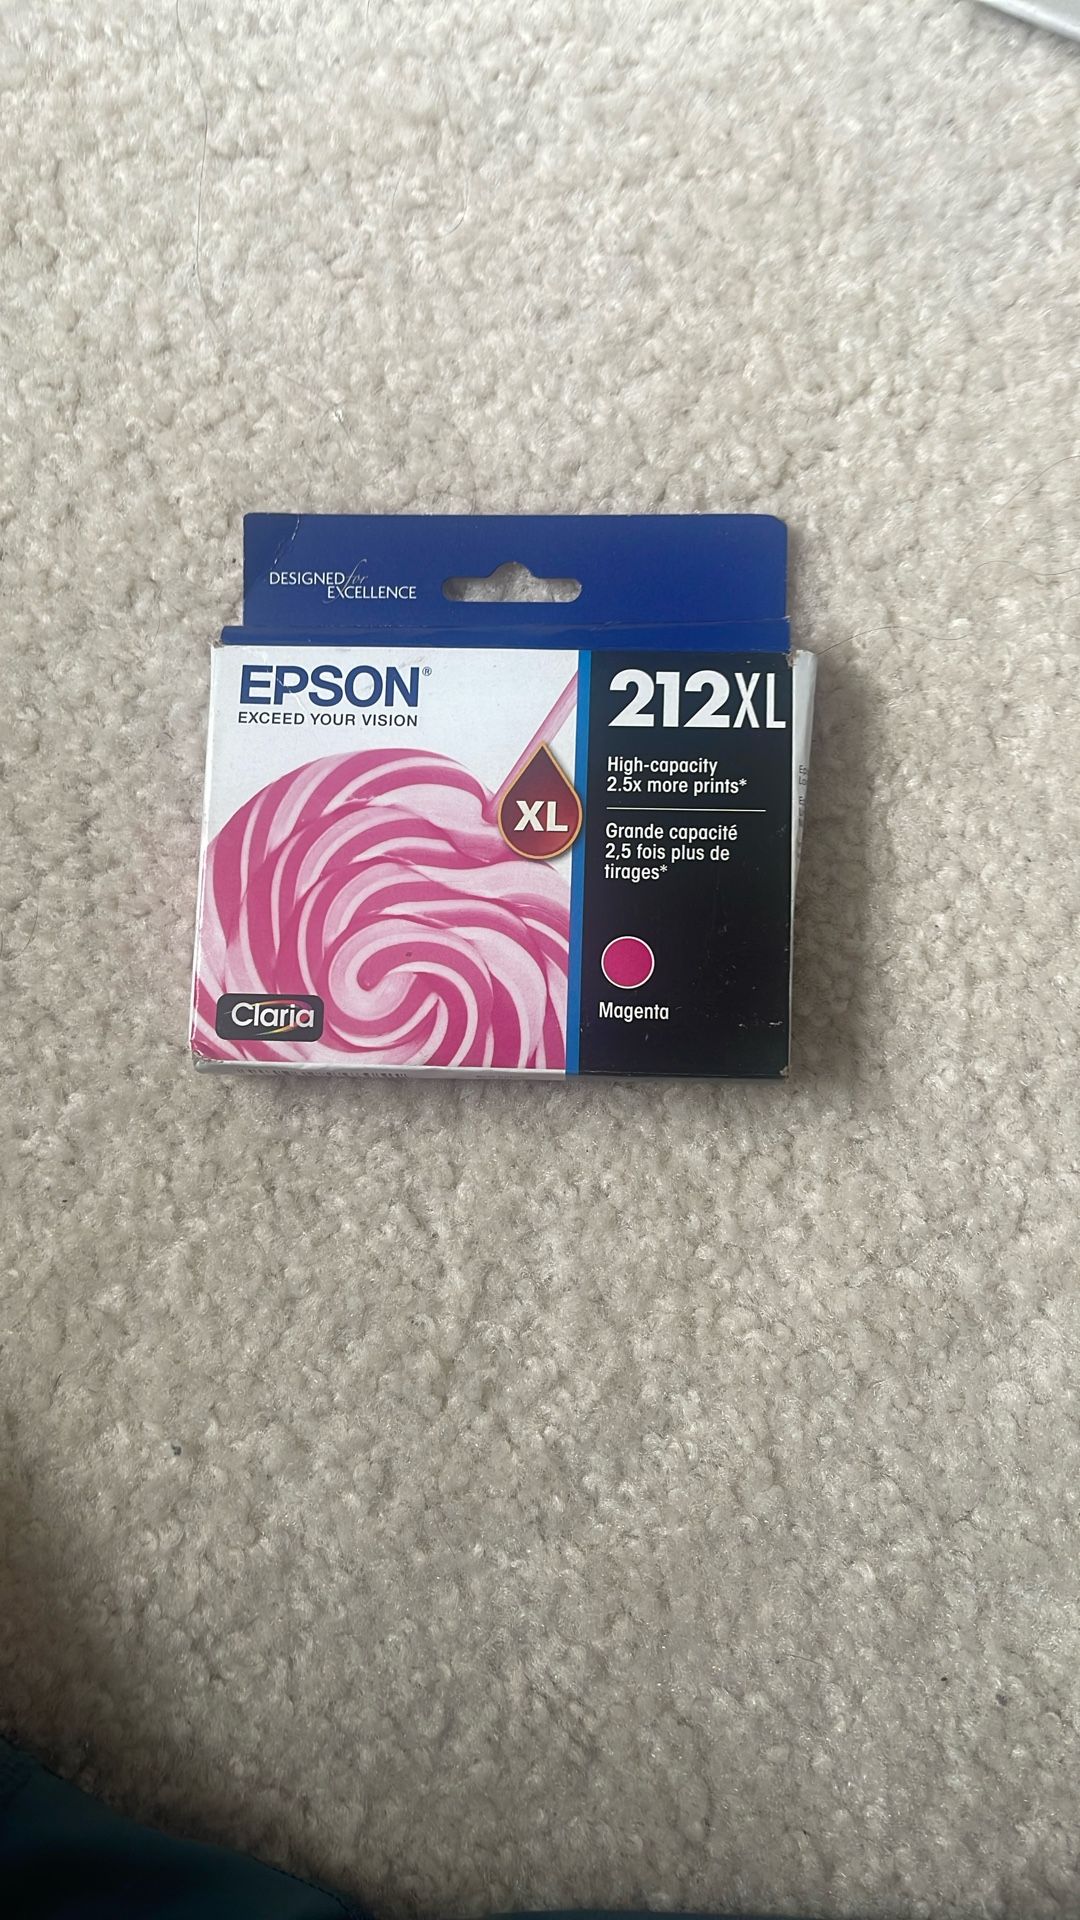 DESIGNED for
EXCELLENCE
EPSON®
EXCEED YOUR VISION
XL
Claria
212XL
High-capacity
2.5x more prints*
Grande capacité
2,5 fois plus de
tirages*
Magenta